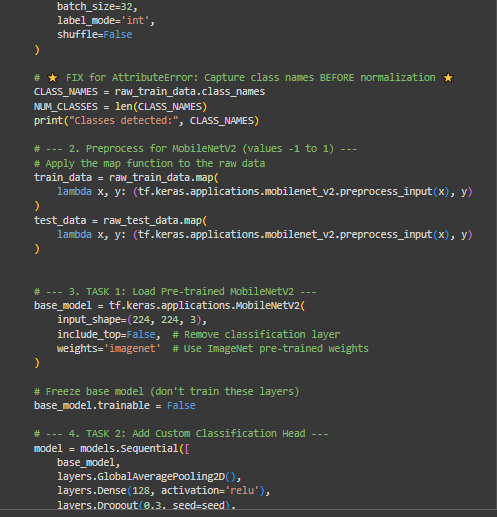 batch_size=32,
label_mode='int',
shuffle=False
)
# ⭐ FIX for AttributeError: Capture class names BEFORE normalization ⭐
CLASS_NAMES = raw_train_data.class_names
NUM_CLASSES = len(CLASS_NAMES)
print("Classes detected:", CLASS_NAMES)
# --- 2. Preprocess for MobileNetV2 (values -1 to 1) ---
# Apply the map function to the raw data
train_data = raw_train_data.map(
lambda x, y: (tf.keras.applications.mobilenet_v2.preprocess_input(x), y)
)
test_data = raw_test_data.map(
lambda x, y: (tf.keras.applications.mobilenet_v2.preprocess_input(x), y)
)
# --- 3. TASK 1: Load Pre-trained MobileNetV2 ---
base_model = tf.keras.applications.MobileNetV2(
input_shape=(224, 224, 3),
include_top=False,  # Remove classification layer
weights='imagenet'  # Use ImageNet pre-trained weights
)
# Freeze base model (don't train these layers)
base_model.trainable = False
# --- 4. TASK 2: Add Custom Classification Head ---
model = models.Sequential([
base_model,
layers.GlobalAveragePooling2D(),
layers.Dense(128, activation='relu'),
layers.Dropout(0.3, seed=seed),